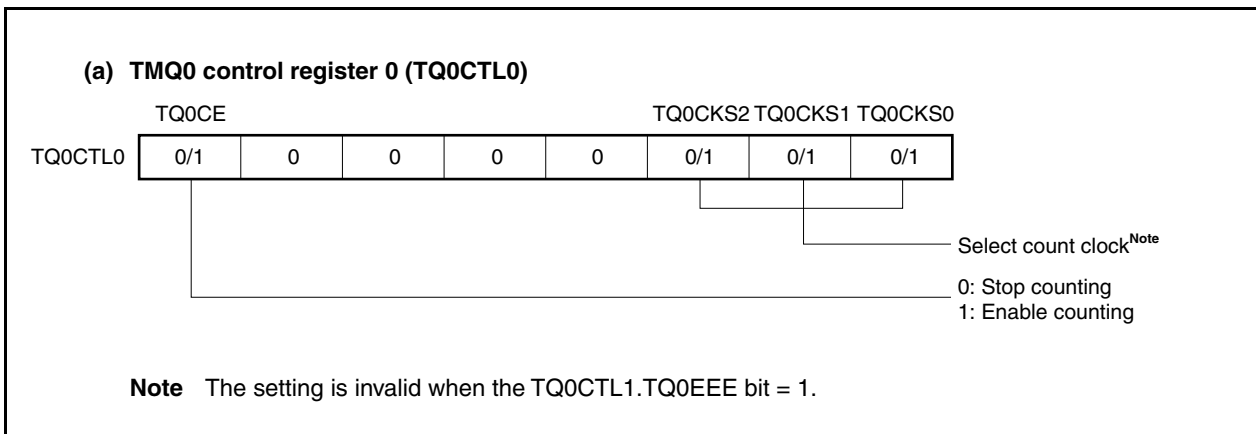 (a) TMQ0 control register 0 (TQ0CTL0)
TQ0CE TQ0CKS2 TQ0CKS1 TQ0CKS0
TQ0CTL0 0/1 0 0 0 0 0/1 0/1 0/1
Select count clockNote
0: Stop counting
1: Enable counting
Note The setting is invalid when the TQ0CTL1.TQ0EEE bit = 1.